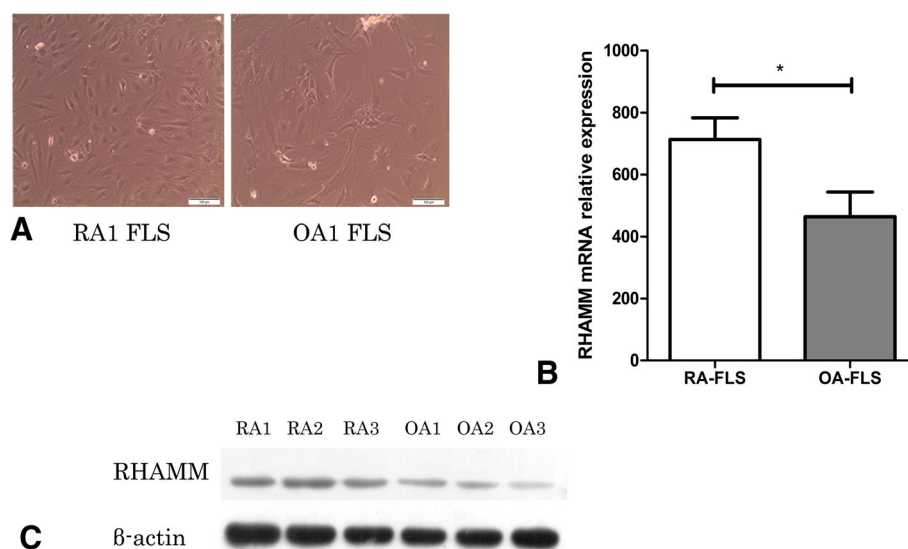 A
RA1 FLS
OA1 FLS
B
RHAMM mRNA relative expression
1000
800
600
400
200
0
*
RA-FLS
OA-FLS
C
RA1 RA2 RA3 OA1 OA2 OA3
RHAMM
β-actin